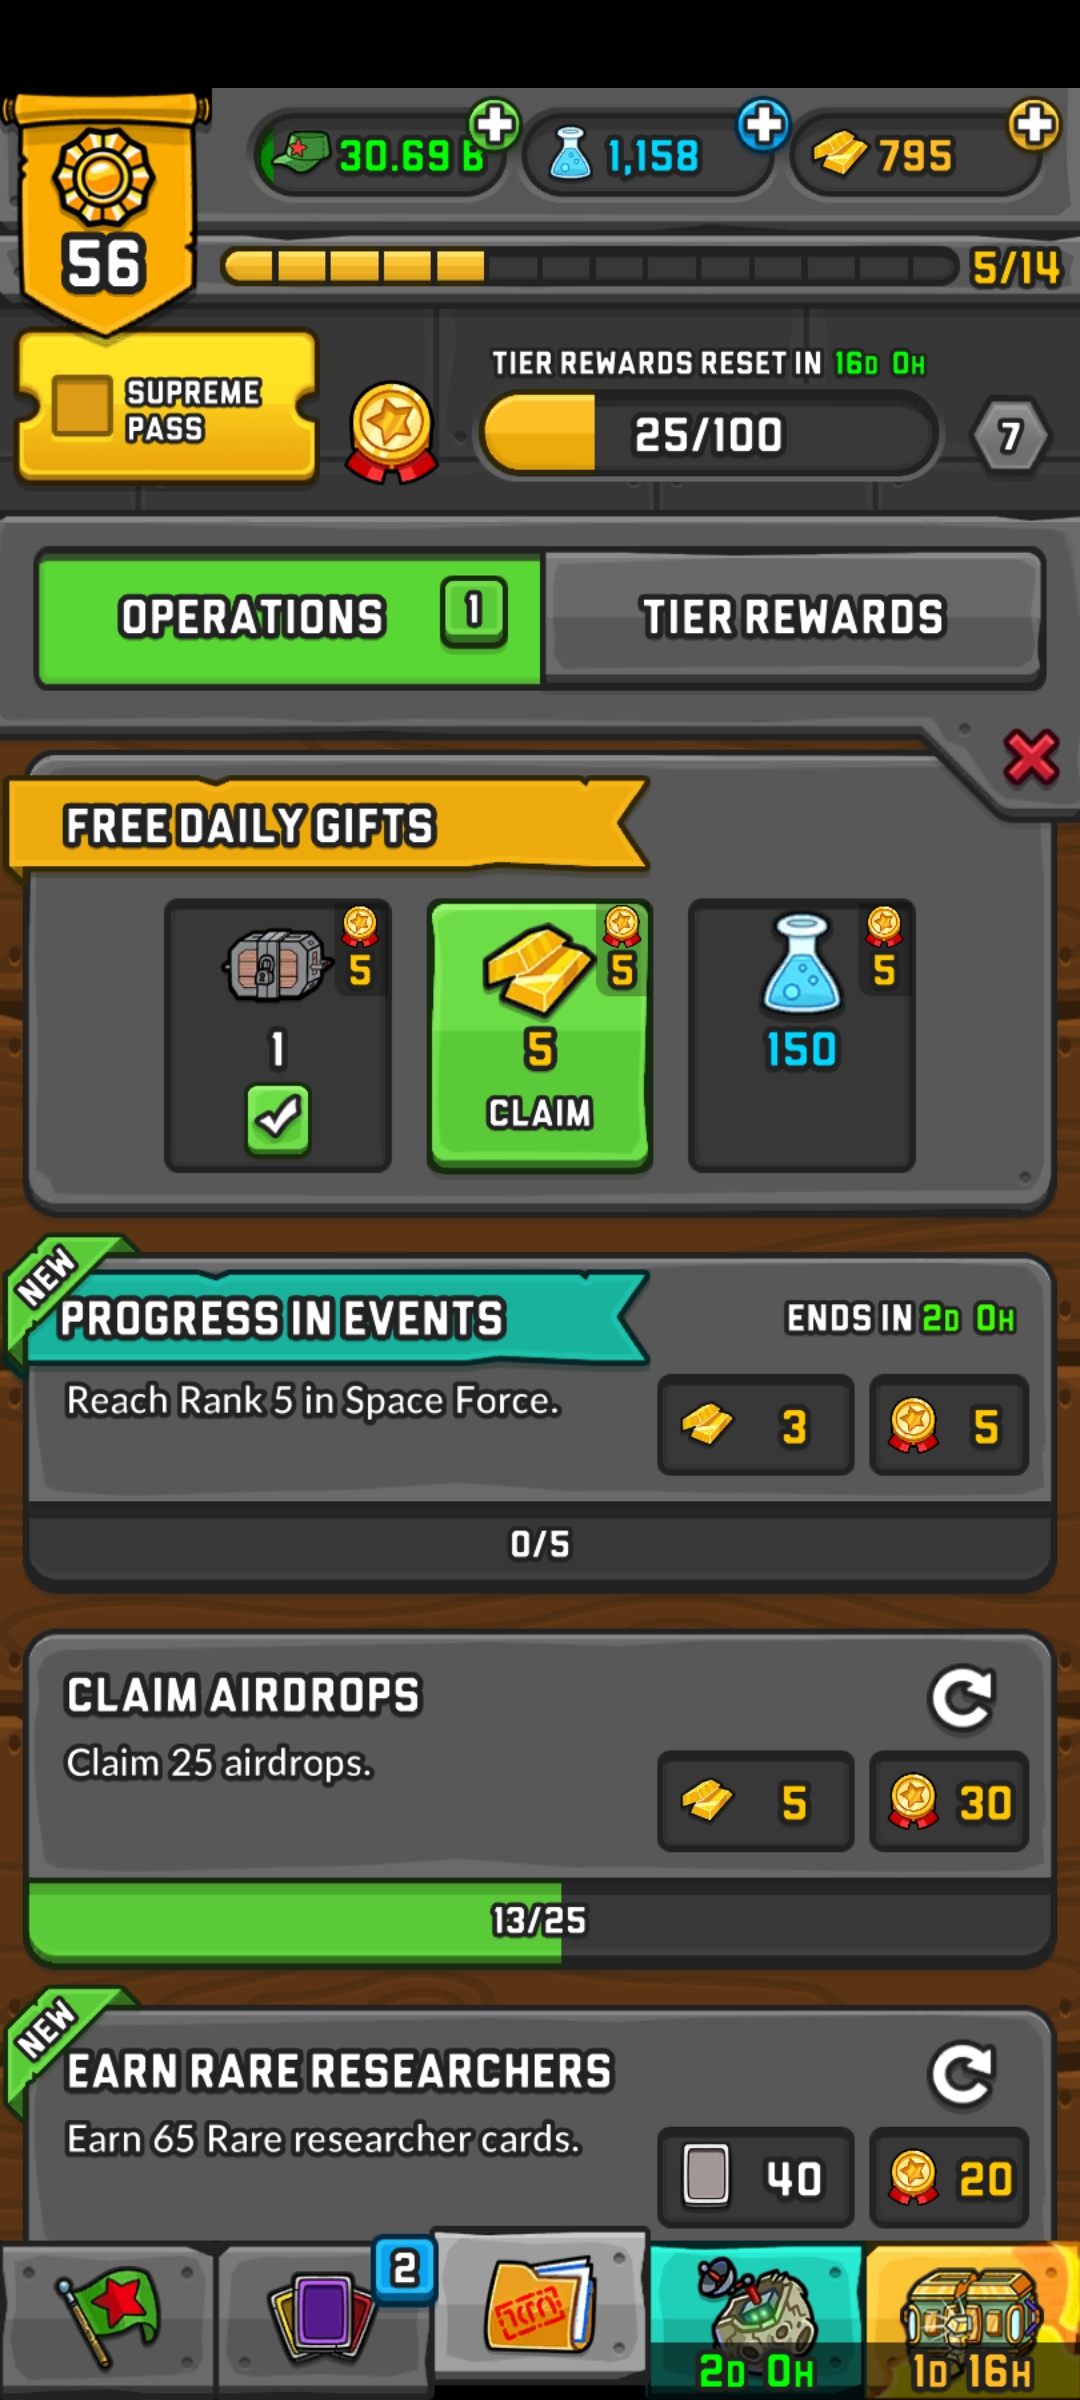 30.69 B
1,158
795
56
5/14
SUPREME
PASS
TIER REWARDS RESET IN 16D 0H
25/100
7
OPERATIONS
1
TIER REWARDS
FREE DAILY GIFTS
5
5
5
1
5
150
CLAIM
NEW
PROGRESS IN EVENTS
ENDS IN 2D 0H
Reach Rank 5 in Space Force.
3
5
0/5
CLAIM AIRDROPS
Claim 25 airdrops.
5
30
13/25
NEW
EARN RARE RESEARCHERS
Earn 65 Rare researcher cards.
40
20
2
2D 0H
1D 16H